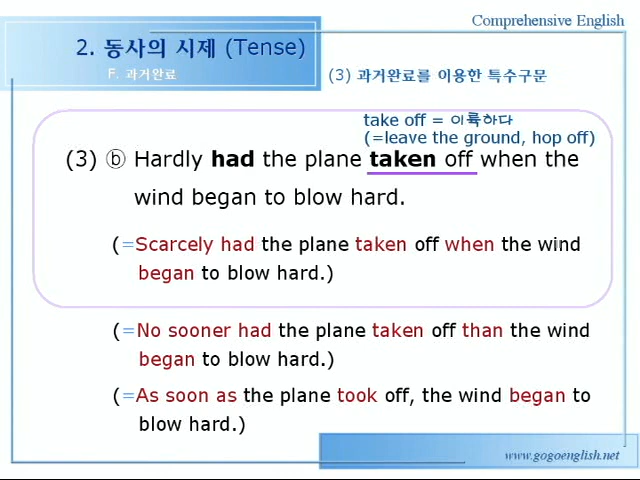 Comprehensive English
2. 동사의 시제 (Tense)
F. 과거완료
(3) 과거완료를 이용한 특수구문
take off = 이륙하다
(=leave the ground, hop off)
(3) ⓑ Hardly had the plane taken off when the
wind began to blow hard.
(=Scarcely had the plane taken off when the wind
began to blow hard.)
(=No sooner had the plane taken off than the wind
began to blow hard.)
(=As soon as the plane took off, the wind began to
blow hard.)
www.gogoenglish.net